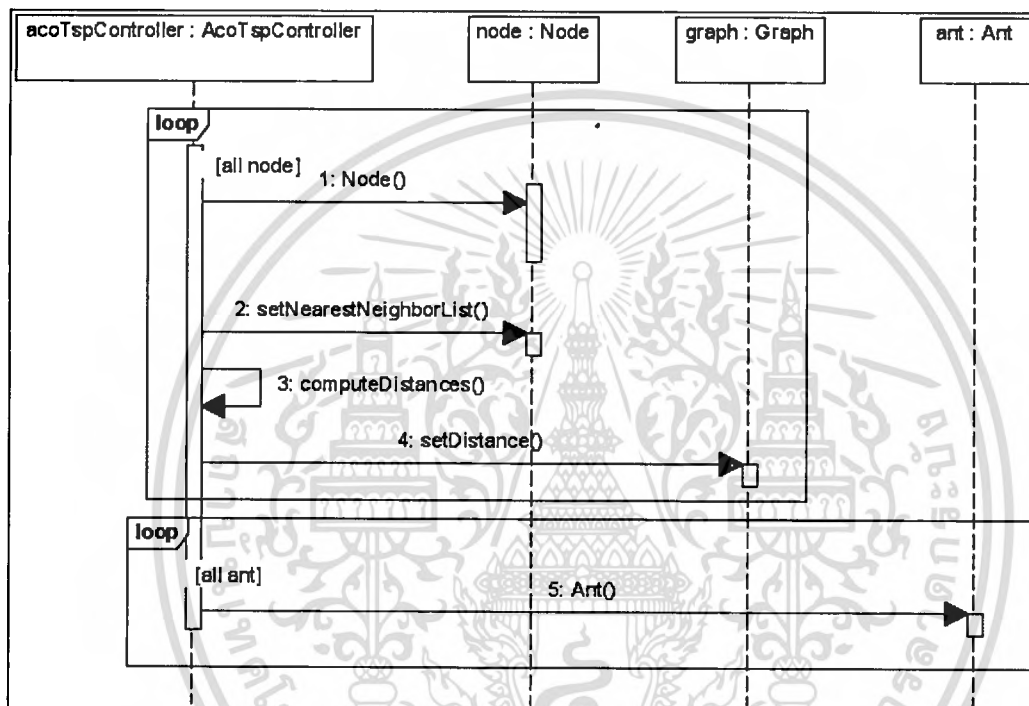 acoTspController : AcoTspController
node : Node
graph : Graph
ant : Ant
loop
[all node]
1: Node()
2: setNearestNeighborList()
3: computeDistances()
4: setDistance()
loop
[all ant]
5: Ant()